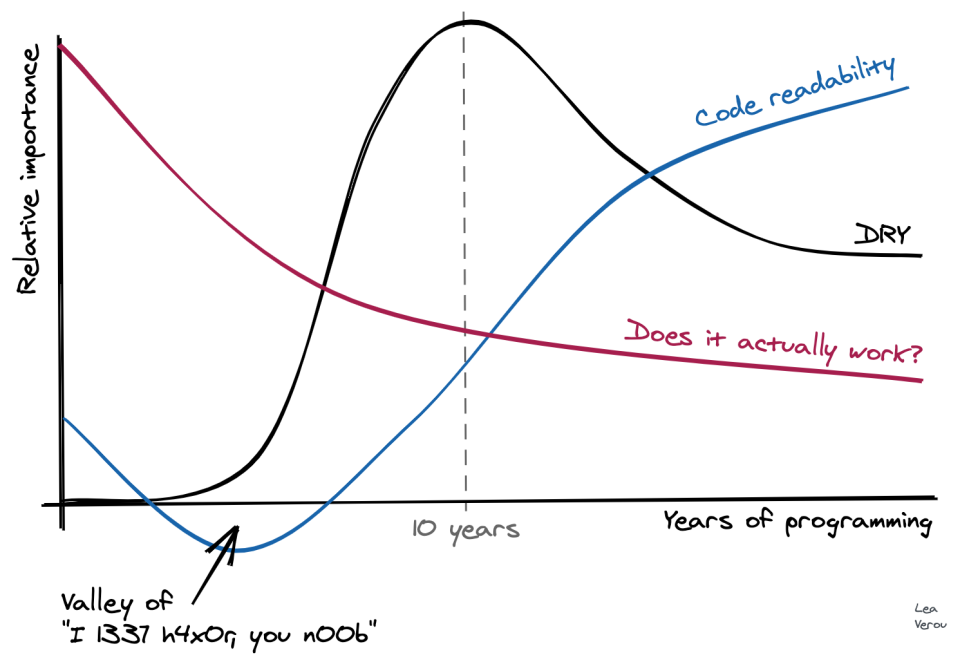 Relative importance
Code readability
DRY
Does it actually work?
10 years
Years of programming
Valley of
"I 1337 h4x0r, you n00b"
Lea
Verou